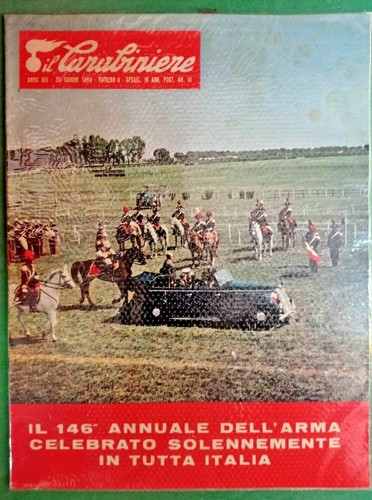 il Carabiniere
IL 146° ANNUALE DELL'ARMA
CELEBRATO SOLENNEMENTE
IN TUTTA ITALIA